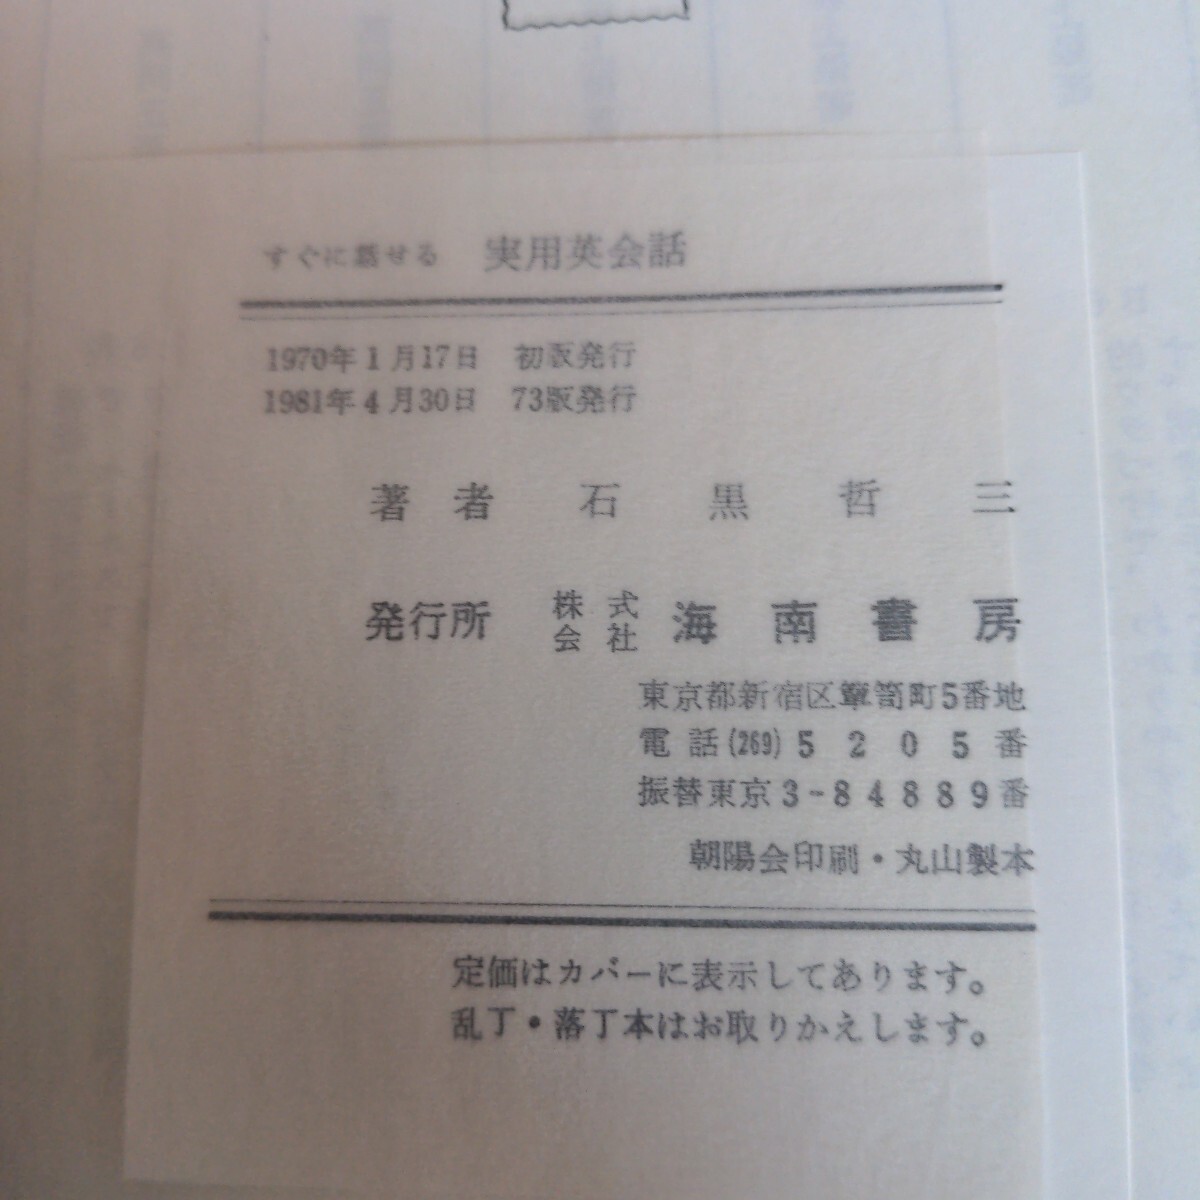 すぐに話せる 実用英会話
1970年1月17日 初版発行
1981年4月30日 73版発行
著者 石黒哲三
発行所 株式会社 海南書房
東京都新宿区簞笥町5番地
電話(269)5205番
振替東京3-84889番
朝陽会印刷・丸山製本
定価はカバーに表示してあります。
乱丁・落丁本はお取りかえします。